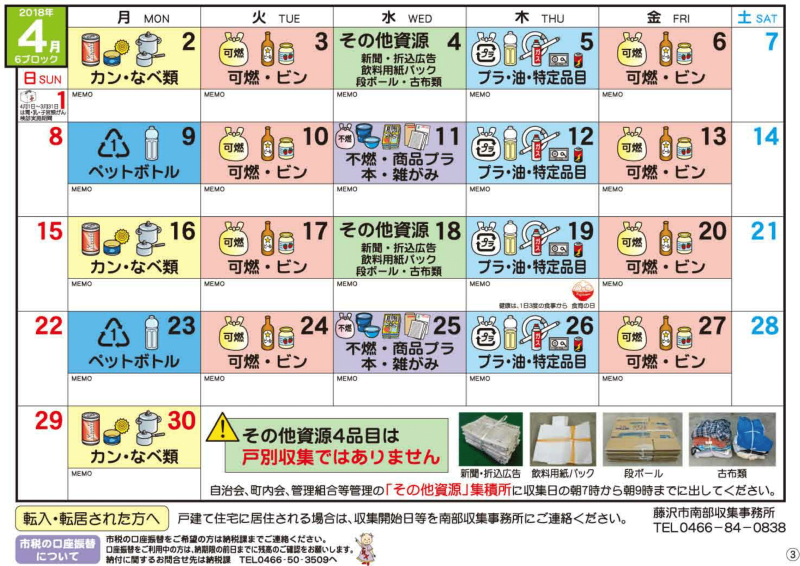 2018年
4月
6ブロック
月 MON
火 TUE
水 WED
木 THU
金 FRI
土 SAT
日 SUN
1
4月1日～3月31日
2
カン・なべ類
MEMO
可燃
3
可燃・ビン
MEMO
その他資源 4
新聞・折込広告
飲料用紙パック
段ボール・古布類
MEMO
プラ
5
プラ・油・特定品目
MEMO
可燃
6
可燃・ビン
MEMO
7
8
1
9
ペットボトル
MEMO
可燃
10
可燃・ビン
MEMO
不燃
11
不燃・商品プラ
本・雑がみ
MEMO
プラ
12
プラ・油・特定品目
MEMO
可燃
13
可燃・ビン
MEMO
14
15
16
カン・なべ類
MEMO
可燃
17
可燃・ビン
MEMO
その他資源 18
新聞・折込広告
飲料用紙パック
段ボール・古布類
MEMO
プラ
19
プラ・油・特定品目
MEMO
健康は、1日3度の食事から 食育の日
可燃
20
可燃・ビン
MEMO
21
22
1
23
ペットボトル
MEMO
可燃
24
可燃・ビン
MEMO
不燃
25
不燃・商品プラ
本・雑がみ
MEMO
プラ
26
プラ・油・特定品目
MEMO
可燃
27
可燃・ビン
MEMO
28
29
30
カン・なべ類
MEMO
その他資源4品目は
戸別収集ではありません
新聞・折込広告
飲料用紙パック
段ボール
古布類
自治会、町内会、管理組合等管理の「その他資源」集積所に収集日の朝7時から朝9時までに出してください。
転入・転居された方へ
戸建て住宅に居住される場合は、収集開始日等を南部収集事務所にご連絡ください。
藤沢市南部収集事務所
TEL0466－84－0838
市税の口座振替
について
市税の口座振替をご希望の方は納税課までご連絡ください。
口座振替をご利用中の方は、納期限の前日までに残高のご確認をお願いします。
納付に関するお問合せ先は納税課 TEL0466-50-3509へ
③